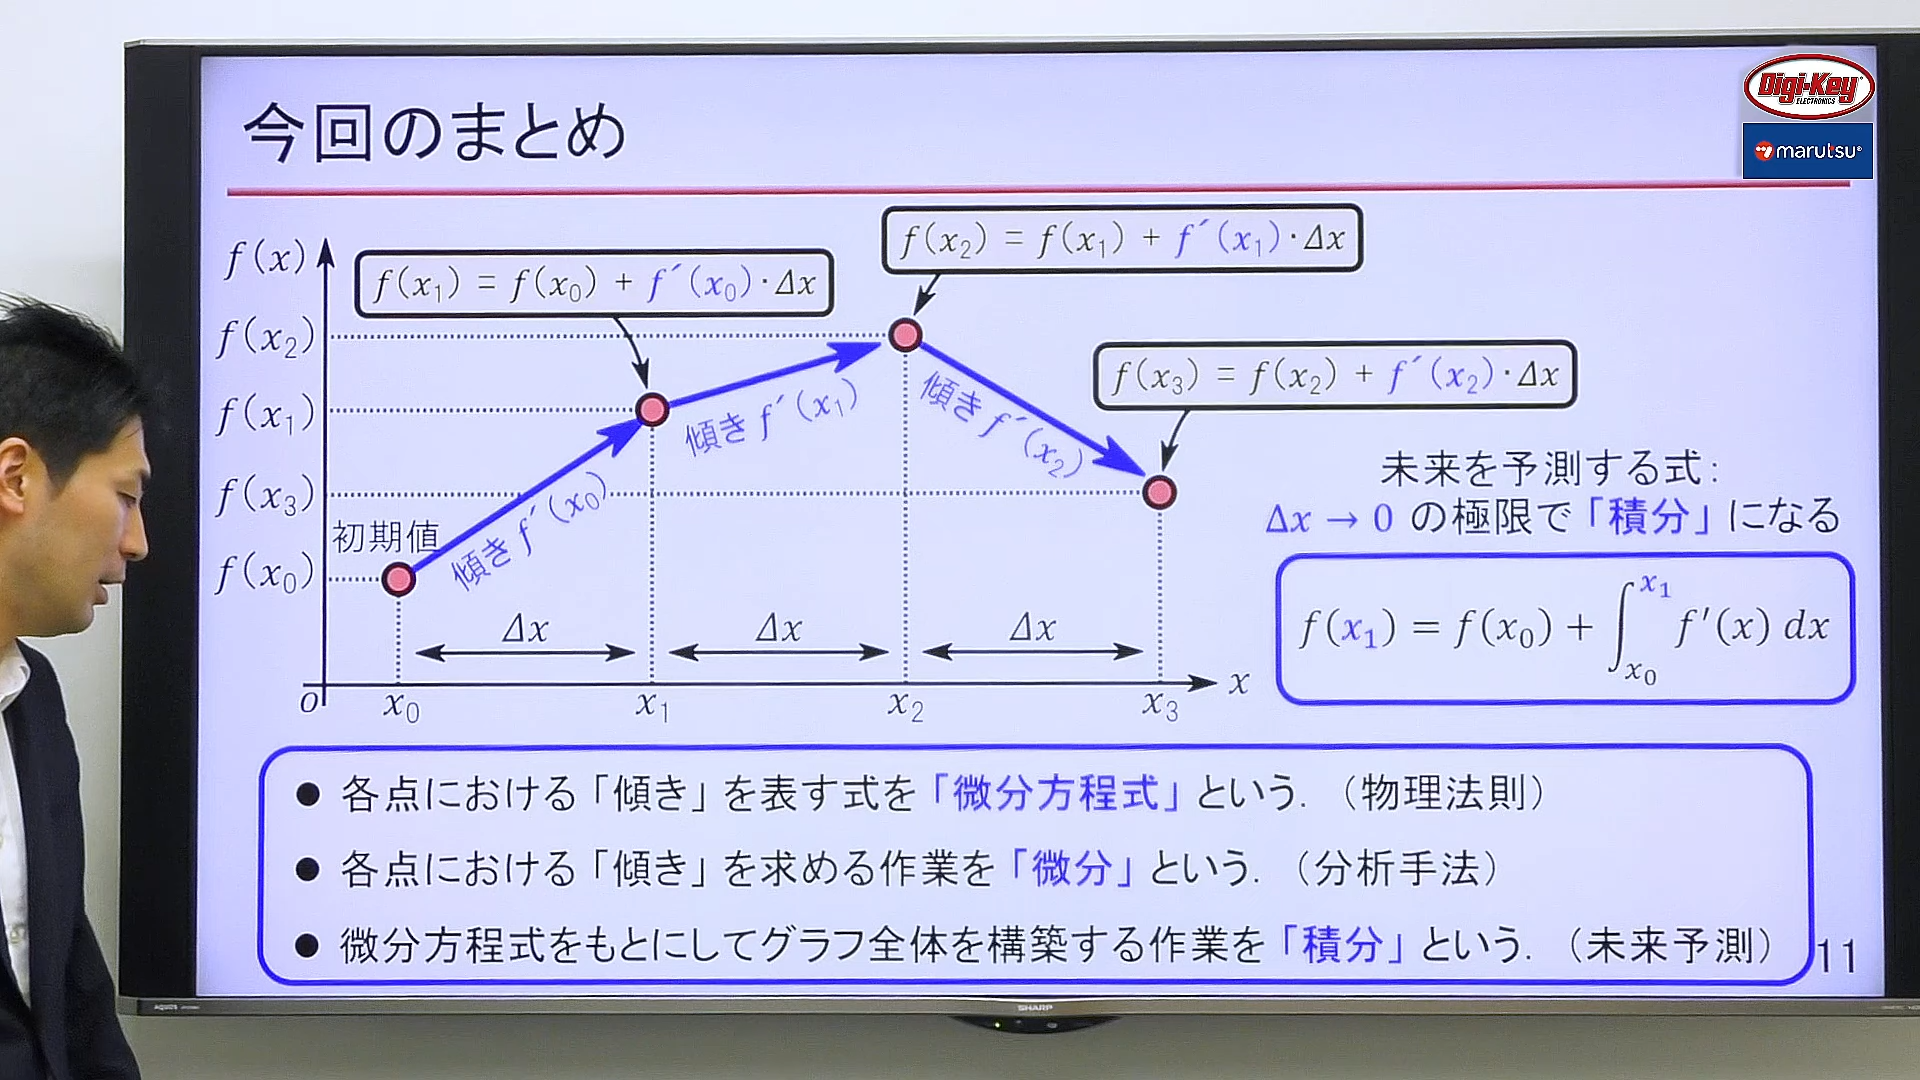 今回のまとめ
Digi-Key
ELECTRONICS
marutsu
f(x)
f(x₁) = f(x₀) + f´(x₀)·Δx
f(x₂) = f(x₁) + f´(x₁)·Δx
f(x₃) = f(x₂) + f´(x₂)·Δx
f(x₂)
f(x₁)
f(x₃)
f(x₀)
初期値
傾き f´(x₀)
傾き f´(x₁)
傾き f´(x₂)
Δx
Δx
Δx
O
x₀
x₁
x₂
x₃
x
未来を予測する式:
Δx → 0 の極限で「積分」になる
f(x₁) = f(x₀) + ∫_{x₀}^{x₁} f′(x) dx
● 各点における「傾き」を表す式を「微分方程式」という. （物理法則）
● 各点における「傾き」を求める作業を「微分」という. （分析手法）
● 微分方程式をもとにしてグラフ全体を構築する作業を「積分」という. （未来予測）
11
AQUOS
SHARP